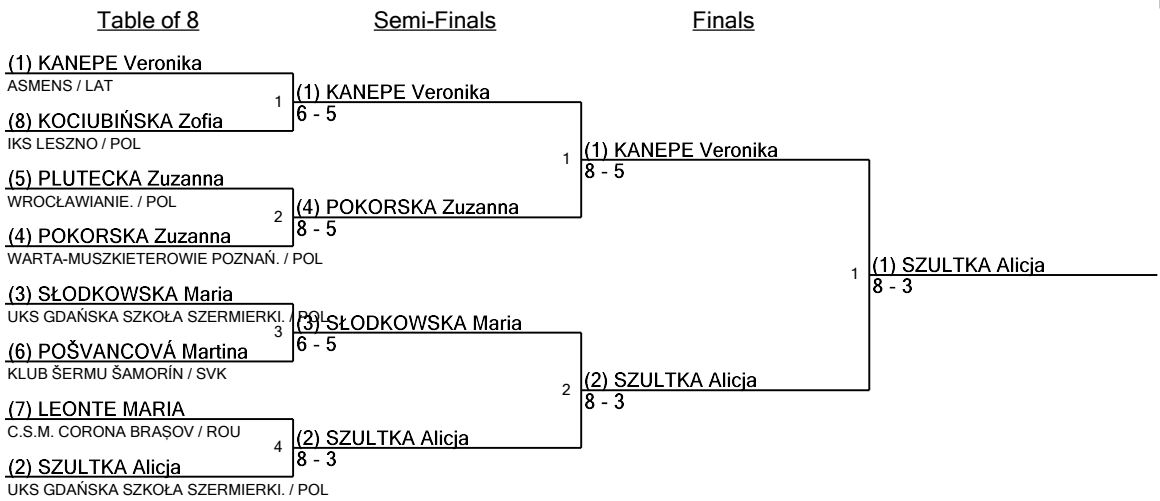 Table of 8
Semi-Finals
Finals
(1) KANEPE Veronika
ASMENS / LAT
1
(8) KOCIUBIŃSKA Zofia
IKS LESZNO / POL
(5) PLUTECKA Zuzanna
WROCŁAWIANIE. / POL
2
(4) POKORSKA Zuzanna
WARTA-MUSZKIETEROWIE POZNAŃ. / POL
(3) SŁODKOWSKA Maria
UKS GDAŃSKA SZKOŁA SZERMIERKI. / POL
3
(6) POŠVANCOVÁ Martina
KLUB ŠERMU ŠAMORÍN / SVK
(7) LEONTE MARIA
C.S.M. CORONA BRAȘOV / ROU
4
(2) SZULTKA Alicja
UKS GDAŃSKA SZKOŁA SZERMIERKI. / POL
(1) KANEPE Veronika
6 - 5
1
(4) POKORSKA Zuzanna
8 - 5
(3) SŁODKOWSKA Maria
6 - 5
2
(2) SZULTKA Alicja
8 - 3
(1) KANEPE Veronika
8 - 5
1
(2) SZULTKA Alicja
8 - 3
(1) SZULTKA Alicja
8 - 3